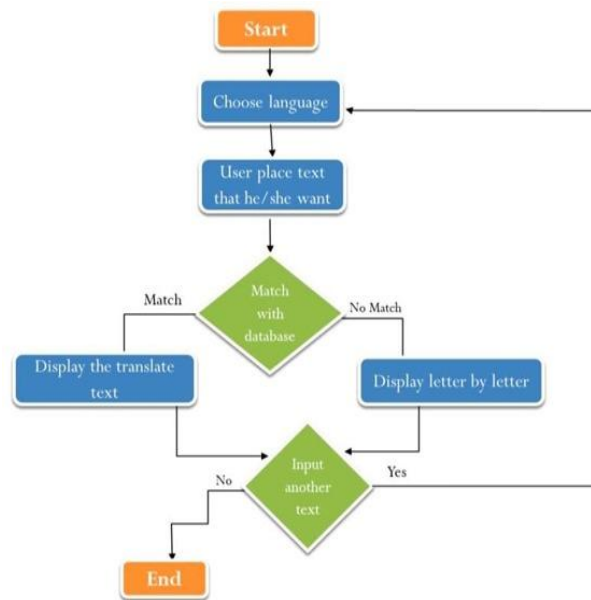 Start
Choose language
User place text
that he/she want
Match
with
database
Match
No Match
Display the translate
text
Display letter by letter
Input
another
text
No
Yes
End